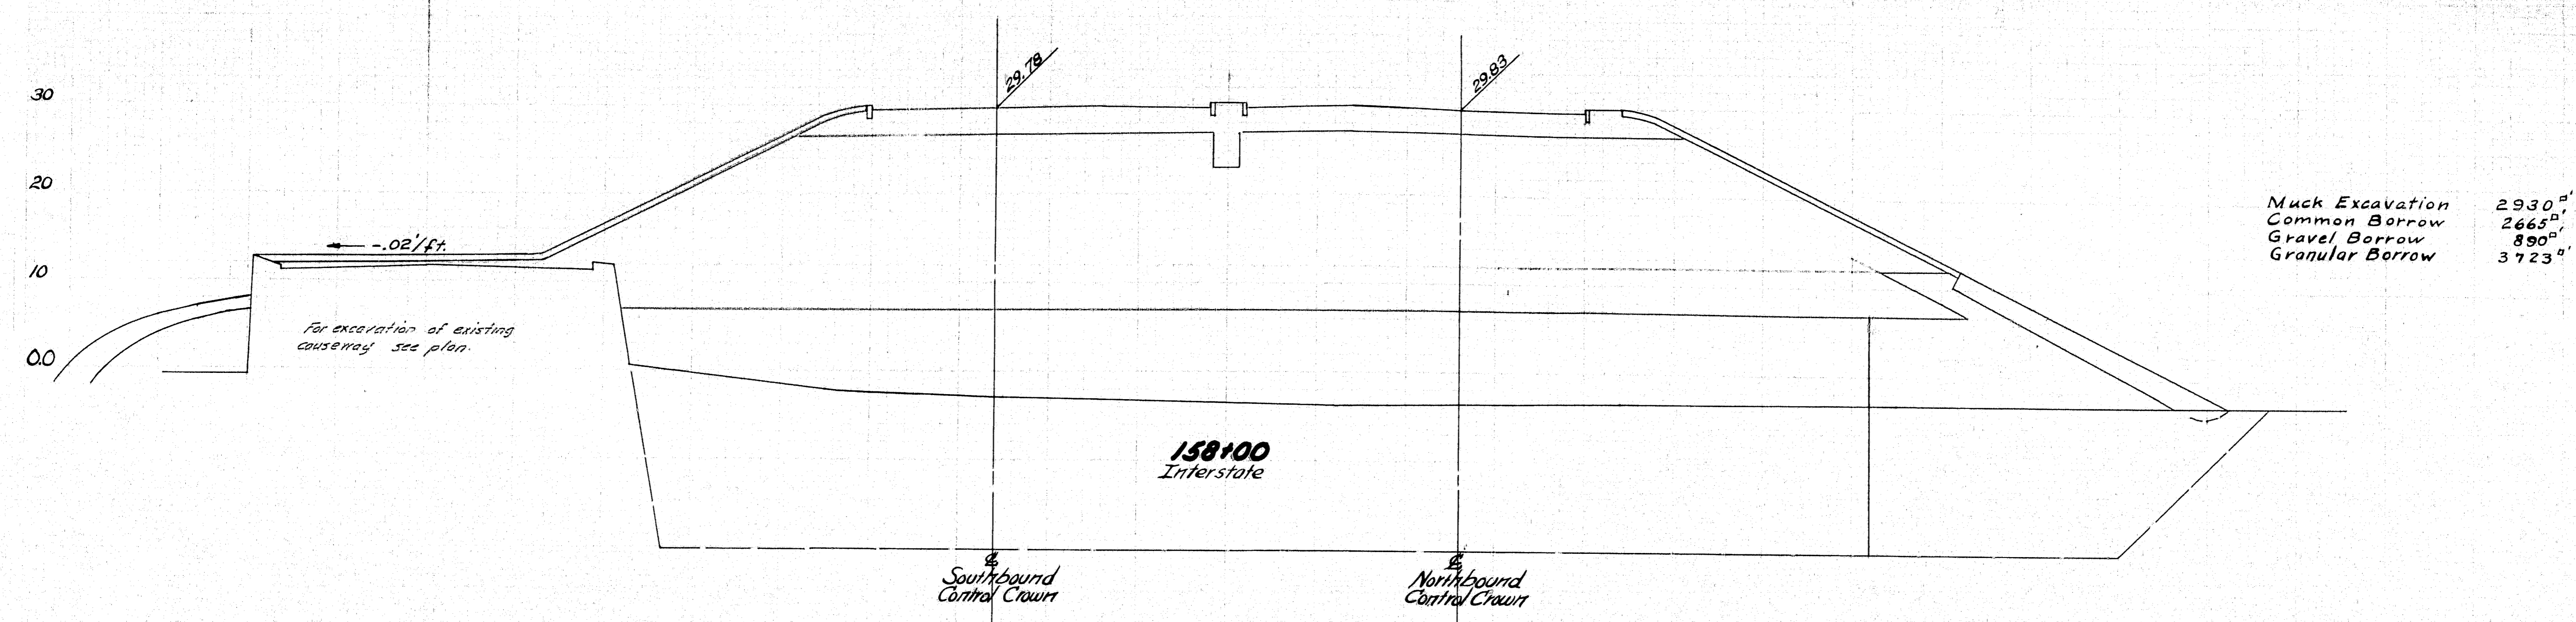 30
20
10
0.0
29.78
29.83
-.02'/ft.
For excavation of existing
causeway see plan.
Muck Excavation 2930□'
Common Borrow 2665□'
Gravel Borrow 890□'
Granular Borrow 3723□'
158+00
Interstate
℄
Southbound
Control Crown
℄
Northbound
Control Crown